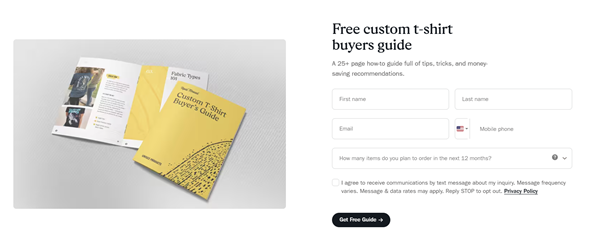 Fabric Types
101
Your Phone
Custom T-Shirt
Buyer's Guide
Free custom t-shirt
buyers guide
A 25+ page how-to guide full of tips, tricks, and money-
saving recommendations.
First name
Last name
Email
Mobile phone
How many items do you plan to order in the next 12 months?
I agree to receive communications by text message about my inquiry. Message frequency
varies. Message & data rates may apply. Reply STOP to opt out. Privacy Policy
Get Free Guide →